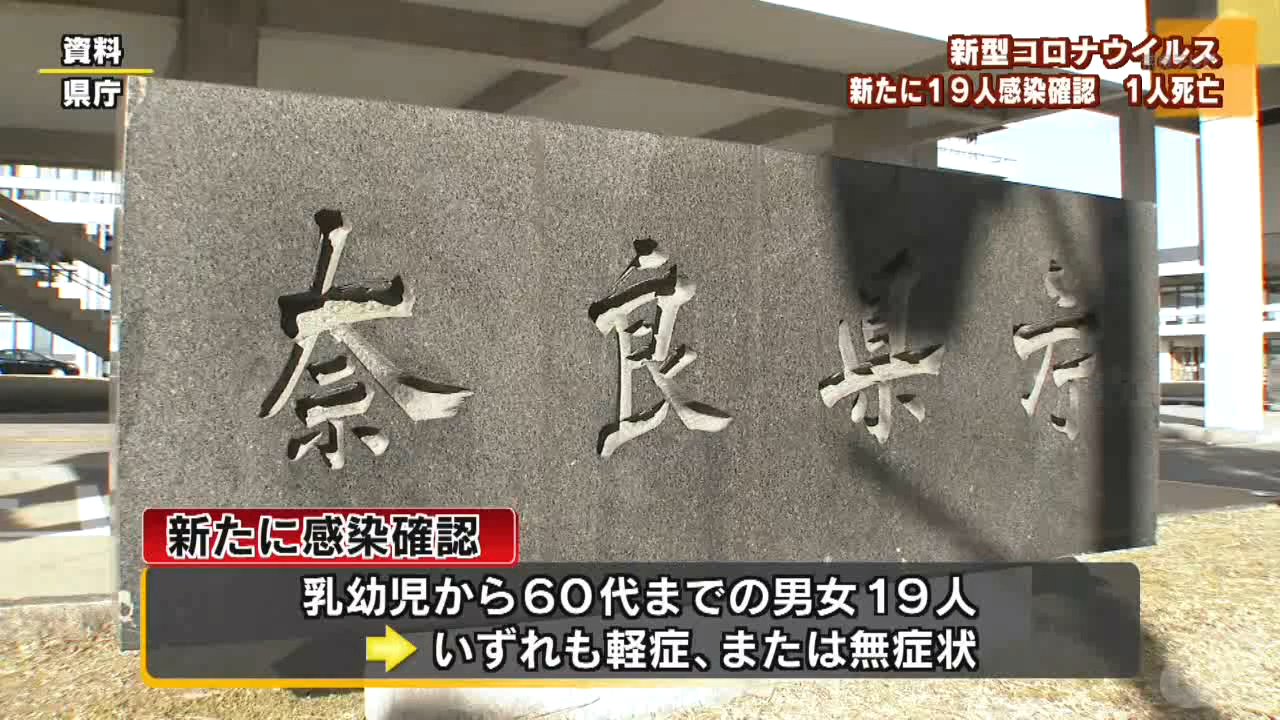 資料
県庁
新型コロナウイルス
新たに19人感染確認　1人死亡
奈良県庁
新たに感染確認
乳幼児から60代までの男女19人
いずれも軽症、または無症状